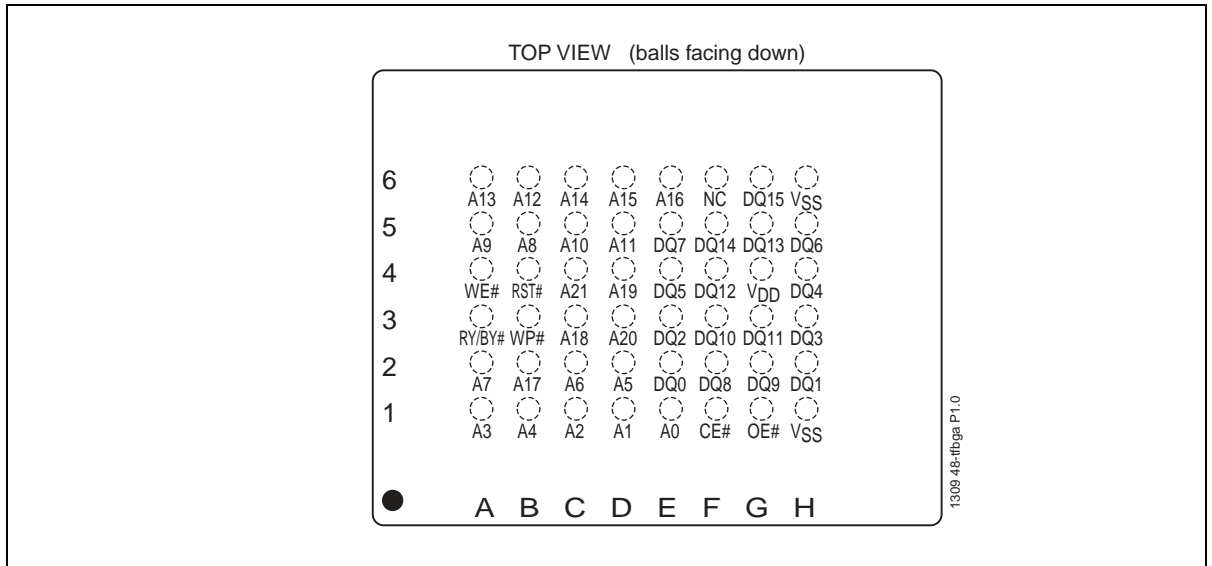 TOP VIEW (balls facing down)
6
A13 A12 A14 A15 A16 NC DQ15 VSS
5
A9 A8 A10 A11 DQ7 DQ14 DQ13 DQ6
4
WE# RST# A21 A19 DQ5 DQ12 VDD DQ4
3
RY/BY# WP# A18 A20 DQ2 DQ10 DQ11 DQ3
2
A7 A17 A6 A5 DQ0 DQ8 DQ9 DQ1
1
A3 A4 A2 A1 A0 CE# OE# VSS
A B C D E F G H
1309 48-tfbga P1.0